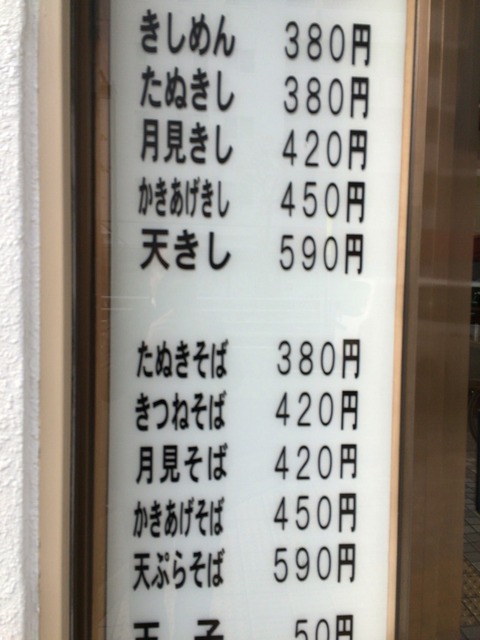 きしめん 380円
たぬきし 380円
月見きし 420円
かきあげきし 450円
天きし 590円
たぬきそば 380円
きつねそば 420円
月見そば 420円
かきあげそば 450円
天ぷらそば 590円
玉子 50円